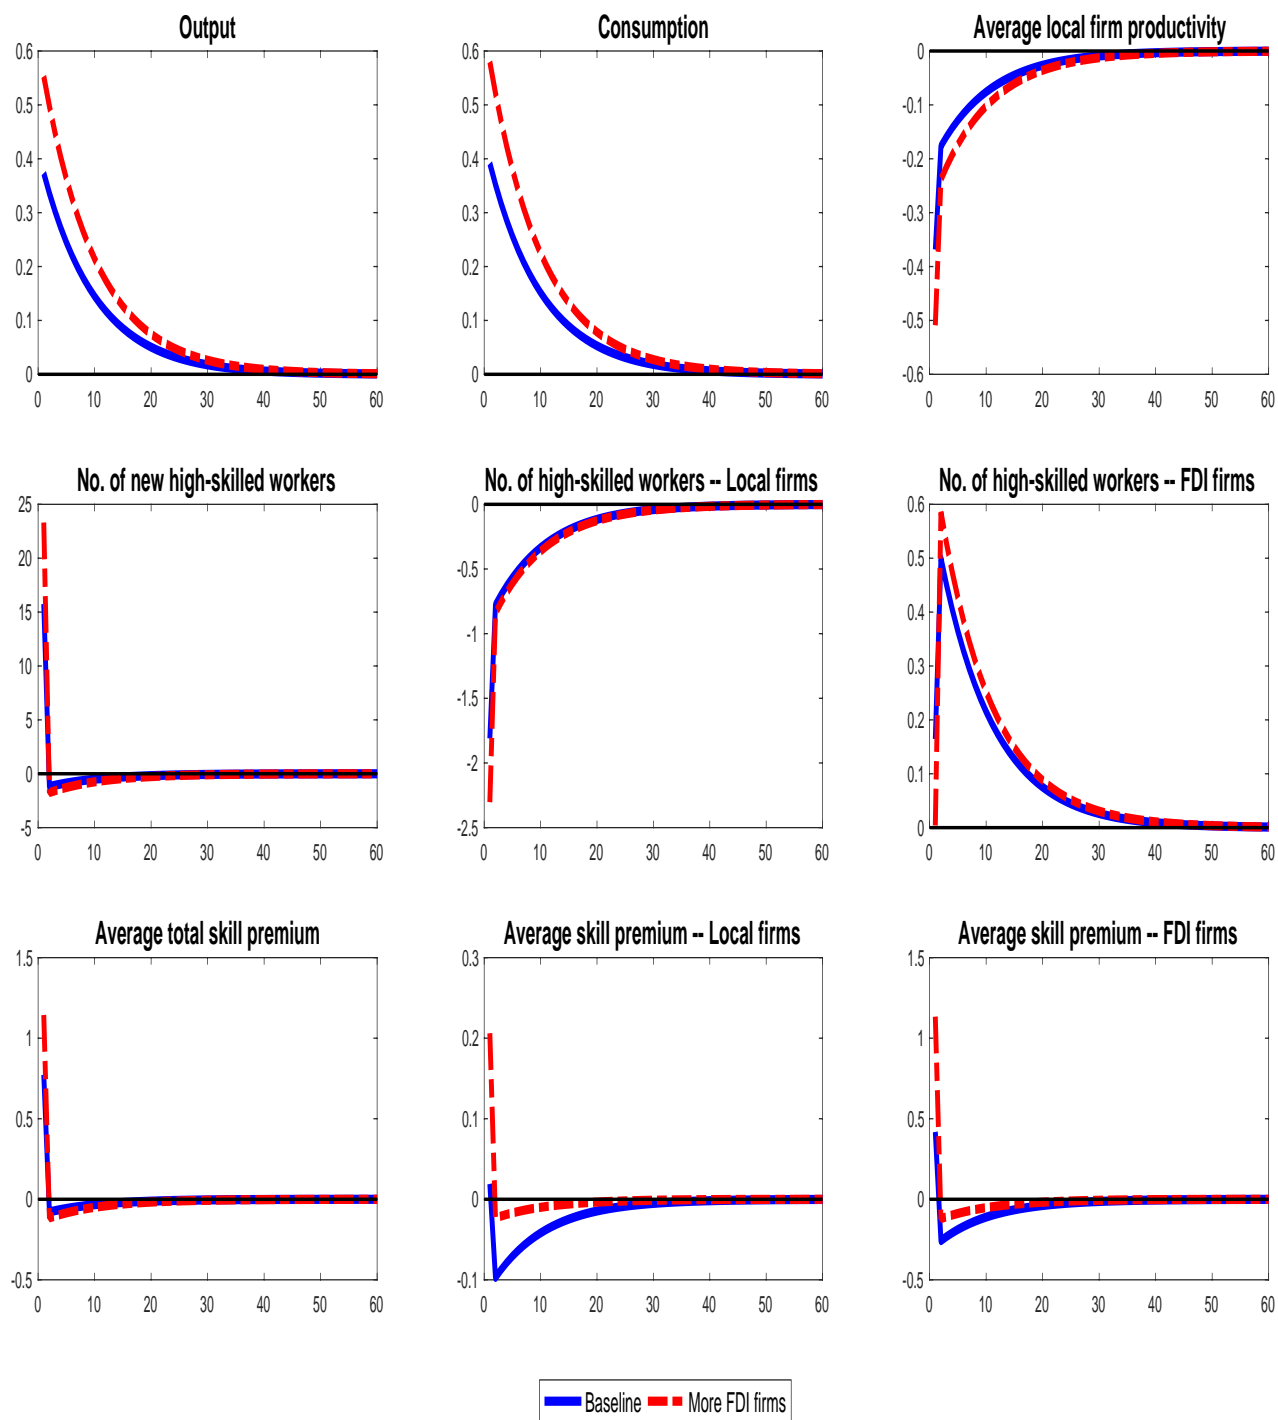 Output Consumption Average local firm productivity
0.6 0.6 0
0.5 0.5 -0.1
0.4 0.4 -0.2
0.3 0.3 -0.3
0.2 0.2 -0.4
0.1 0.1 -0.5
0 0 -0.6
0 10 20 30 40 50 60 0 10 20 30 40 50 60 0 10 20 30 40 50 60
No. of new high-skilled workers No. of high-skilled workers -- Local firms No. of high-skilled workers -- FDI firms
25 0 0.6
20 -0.5 0.5
15 -1 0.4
10 -1.5 0.3
5 -2 0.2
0 -2.5 0.1
-5 0
0 10 20 30 40 50 60 0 10 20 30 40 50 60 0 10 20 30 40 50 60
Average total skill premium Average skill premium -- Local firms Average skill premium -- FDI firms
1.5 0.3 1.5
1 0.2 1
0.5 0.1 0.5
0 0 0
-0.5 -0.1 -0.5
0 10 20 30 40 50 60 0 10 20 30 40 50 60 0 10 20 30 40 50 60
Baseline More FDI firms